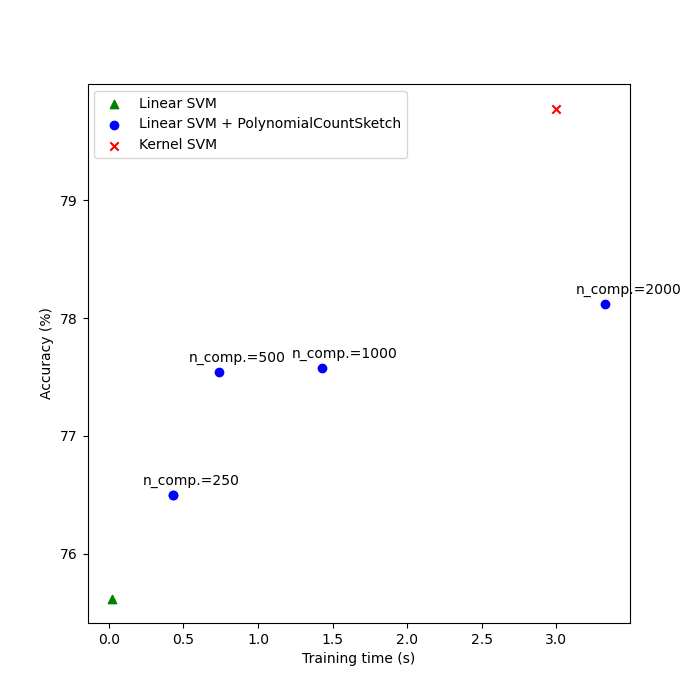 Linear SVM
Linear SVM + PolynomialCountSketch
Kernel SVM
79
n_comp.=2000
78
n_comp.=500
n_comp.=1000
77
n_comp.=250
76
Accuracy (%)
0.0 0.5 1.0 1.5 2.0 2.5 3.0
Training time (s)